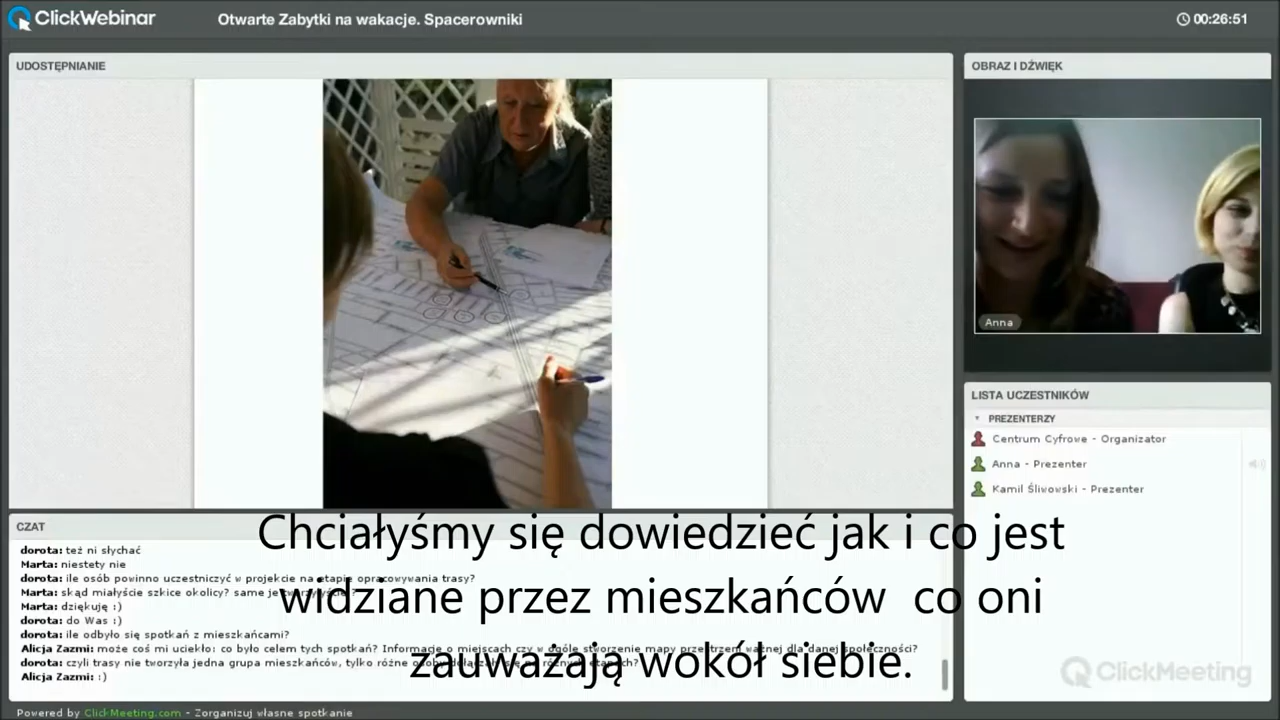 ClickWebinar
Otwarte Zabytki na wakacje. Spacerowniki
00:26:51
UDOSTĘPNIANIE
OBRAZ I DŹWIĘK
Anna
LISTA UCZESTNIKÓW
PREZENTERZY
Centrum Cyfrowe - Organizator
Anna - Prezenter
Kamil Śliwowski - Prezenter
CZAT
dorota: też ni słychać
Marta: niestety nie
dorota: ile osób powinno uczestniczyć w projekcie na etapie opracowywania trasy?
Marta: skąd miałyście szkice okolicy? same je
Marta: dziękuję :)
dorota: do Was :)
dorota: ile odbyło się spotkań z mieszkańcami?
Alicja Zazmi: może coś mi uciekło: co było celem tych spotkań? Informacje o miejscach czy w ogóle stworzenie mapy przestrzeni ważnej dla danej społeczności?
dorota: czyli trasy nie tworzyła jedna grupa mieszkańców, tylko różne osoby
Alicja Zazmi: :)
Chciałyśmy się dowiedzieć jak i co jest
widziane przez mieszkańców co oni
zauważają wokół siebie.
ClickMeeting
Powered by ClickMeeting.com - Zorganizuj własne spotkanie